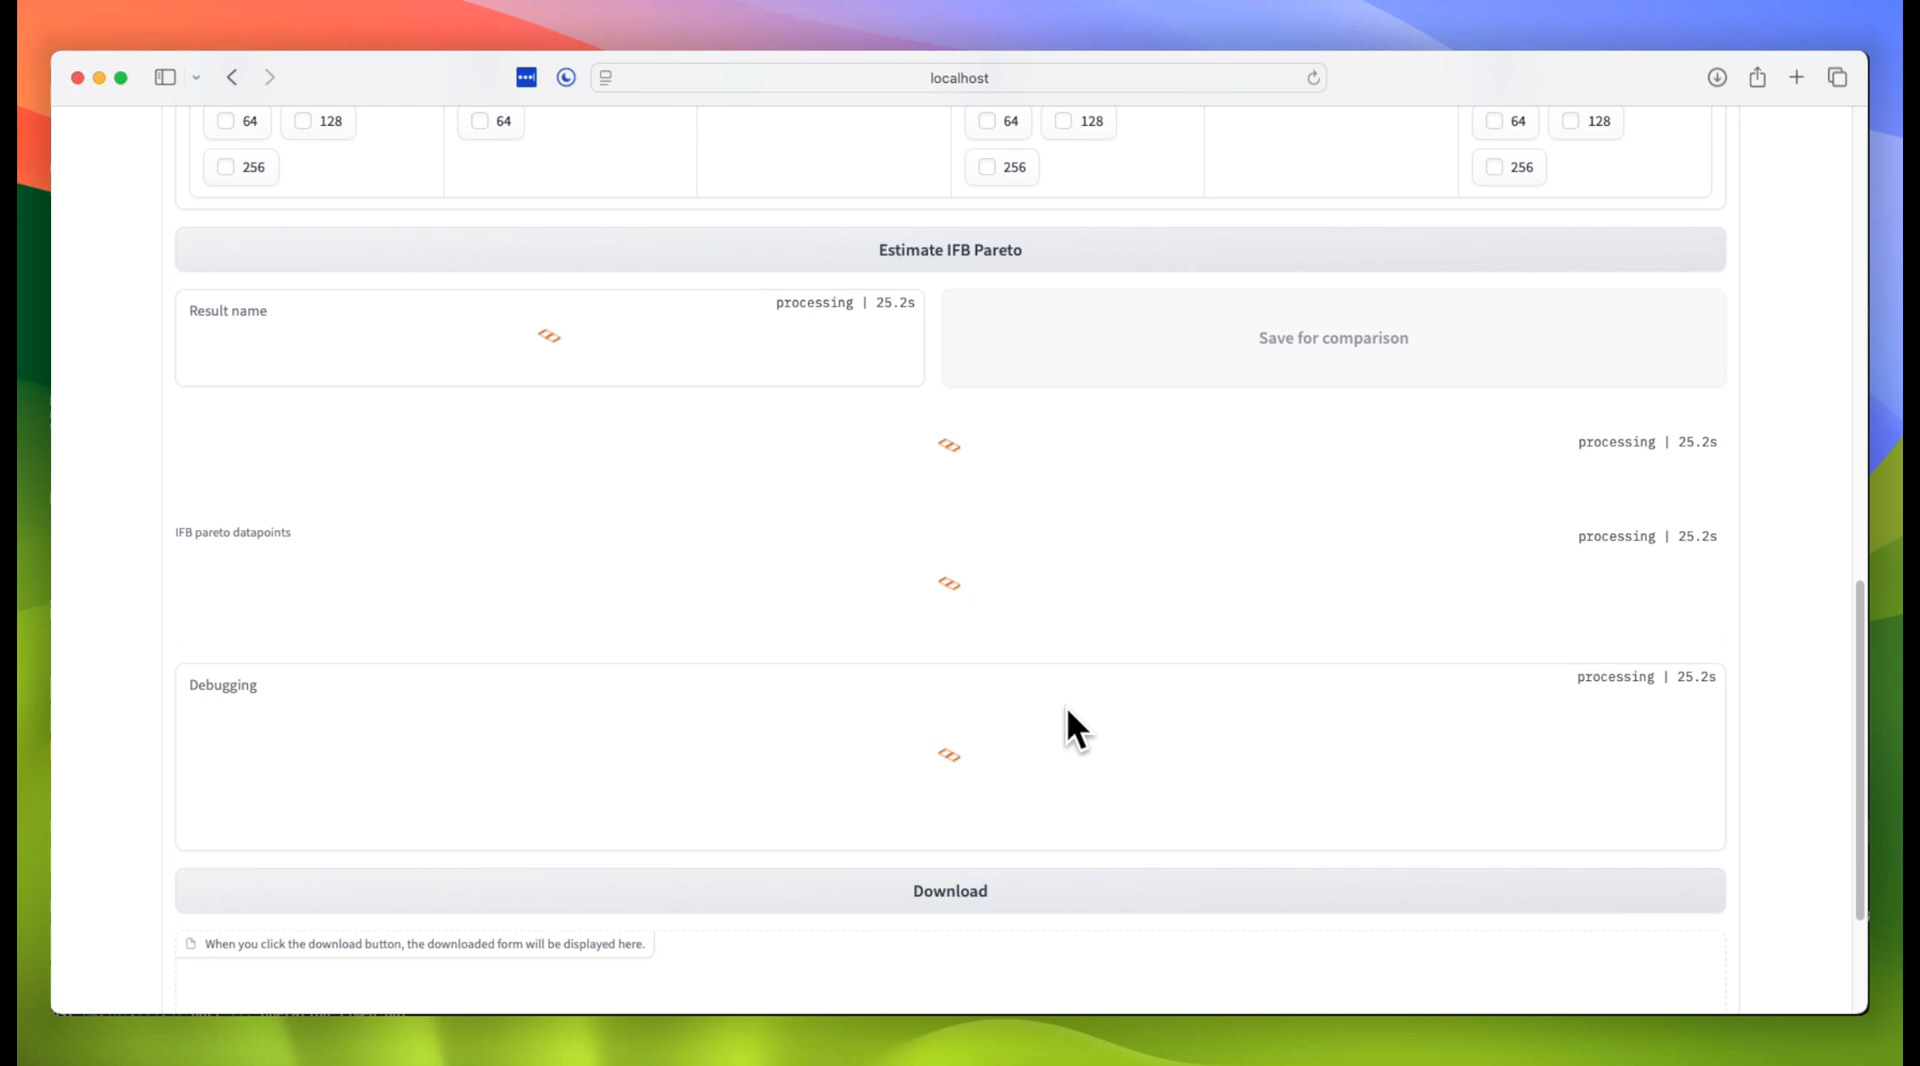 localhost
64 128 64 64 128 64 128
256 256 256
Estimate IFB Pareto
Result name processing | 25.2s
Save for comparison
processing | 25.2s
IFB pareto datapoints processing | 25.2s
Debugging processing | 25.2s
Download
When you click the download button, the downloaded form will be displayed here.